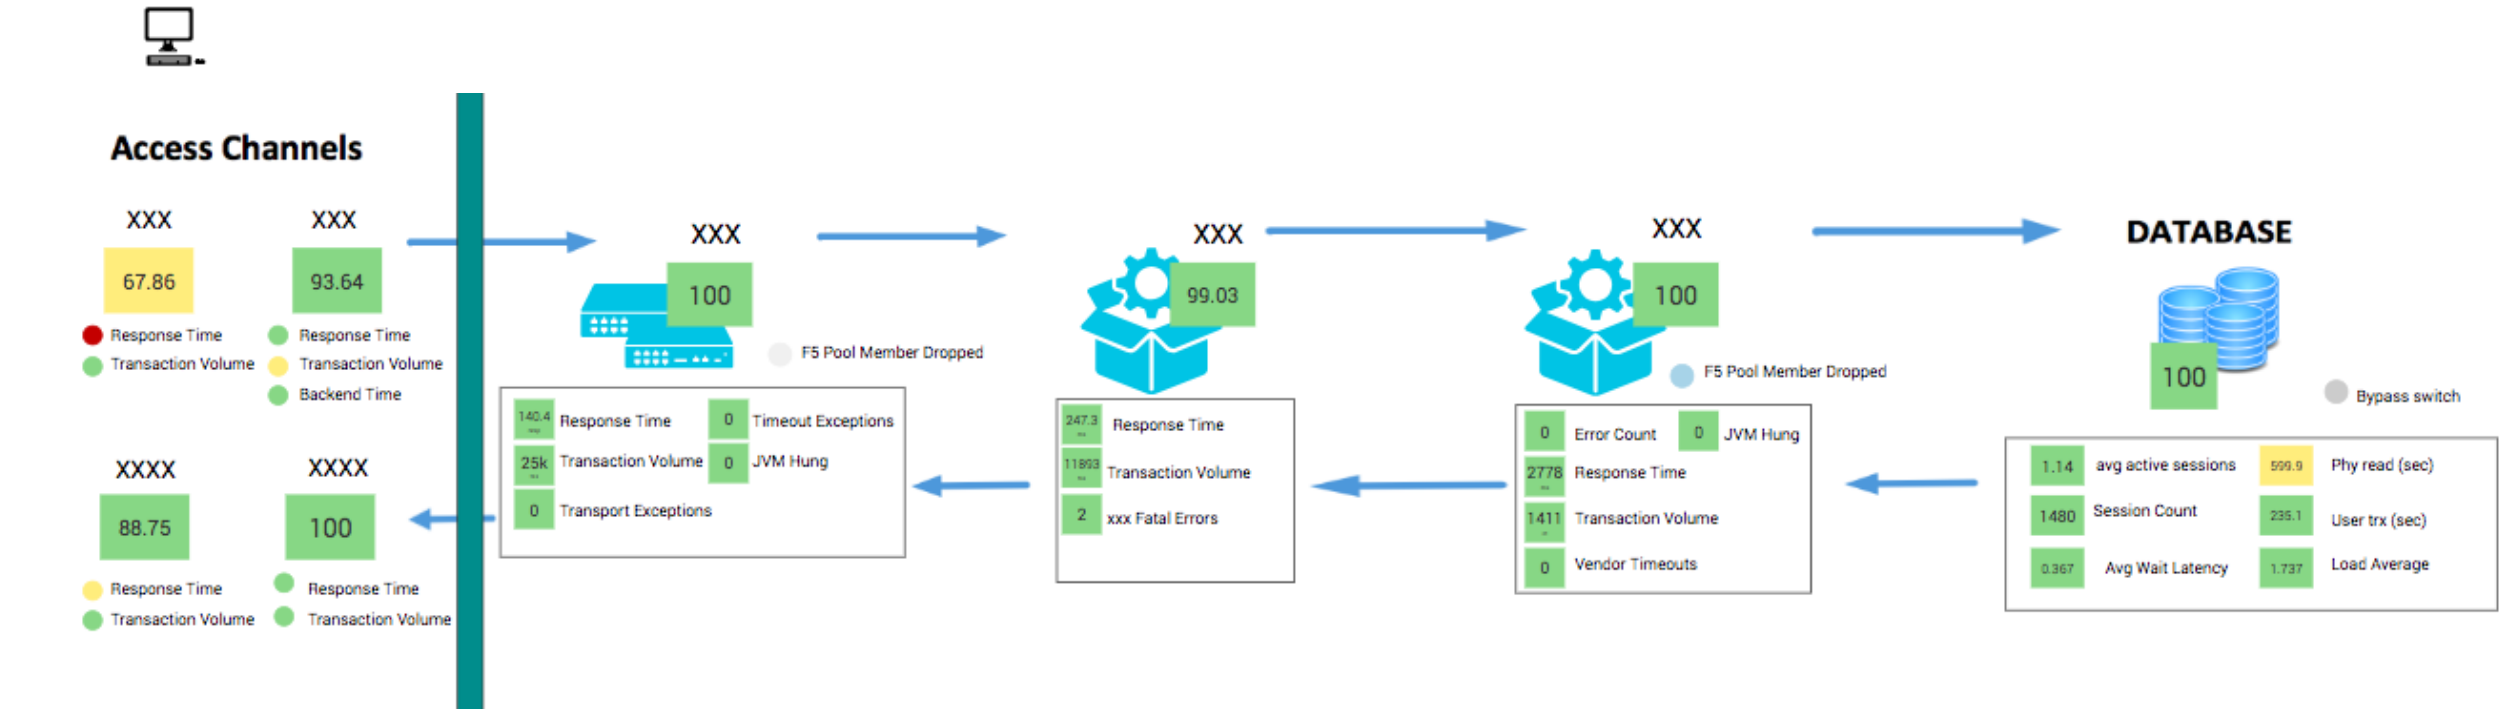 Access Channels
XXX
67.86
Response Time
Transaction Volume
XXX
93.64
Response Time
Transaction Volume
Backend Time
XXXX
88.75
Response Time
Transaction Volume
XXXX
100
Response Time
Transaction Volume
XXX
100
F5 Pool Member Dropped
140.4 Response Time
0 Timeout Exceptions
25k Transaction Volume
0 JVM Hung
0 Transport Exceptions
XXX
99.03
247.3 Response Time
11893 Transaction Volume
2 xxx Fatal Errors
XXX
100
F5 Pool Member Dropped
0 Error Count
0 JVM Hung
2778 Response Time
1411 Transaction Volume
0 Vendor Timeouts
DATABASE
100
Bypass switch
1.14 avg active sessions
599.9 Phy read (sec)
1480 Session Count
235.1 User trx (sec)
0.367 Avg Wait Latency
1.737 Load Average